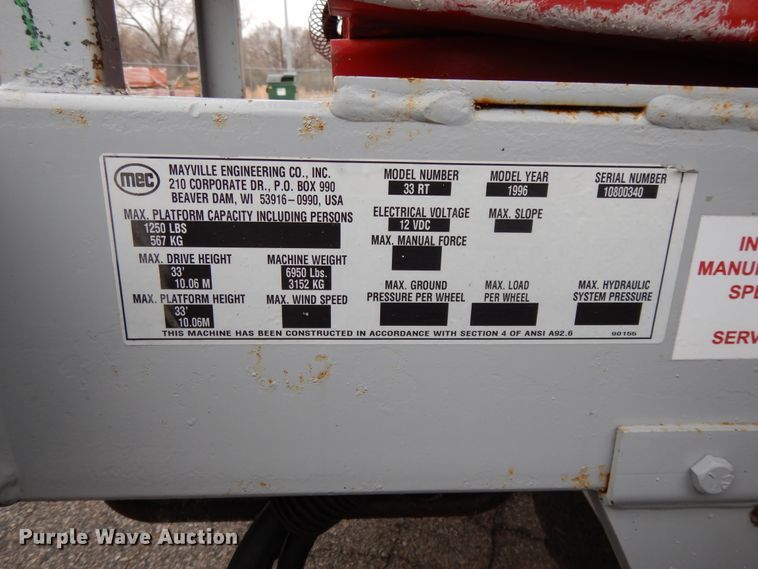 mec
MAYVILLE ENGINEERING CO., INC.
210 CORPORATE DR., P.O. BOX 990
BEAVER DAM, WI 53916-0990, USA
MODEL NUMBER
33 RT
MODEL YEAR
1996
SERIAL NUMBER
10800340
MAX. PLATFORM CAPACITY INCLUDING PERSONS
1250 LBS
567 KG
ELECTRICAL VOLTAGE
12 VDC
MAX. SLOPE
MAX. MANUAL FORCE
MAX. DRIVE HEIGHT
33'
10.06 M
MACHINE WEIGHT
6950 Lbs.
3152 KG
MAX. PLATFORM HEIGHT
33'
10.06M
MAX. WIND SPEED
MAX. GROUND
PRESSURE PER WHEEL
MAX. LOAD
PER WHEEL
MAX. HYDRAULIC
SYSTEM PRESSURE
THIS MACHINE HAS BEEN CONSTRUCTED IN ACCORDANCE WITH SECTION 4 OF ANSI A92.6
90155
IN
MANU
SPE
SERV
Purple Wave Auction